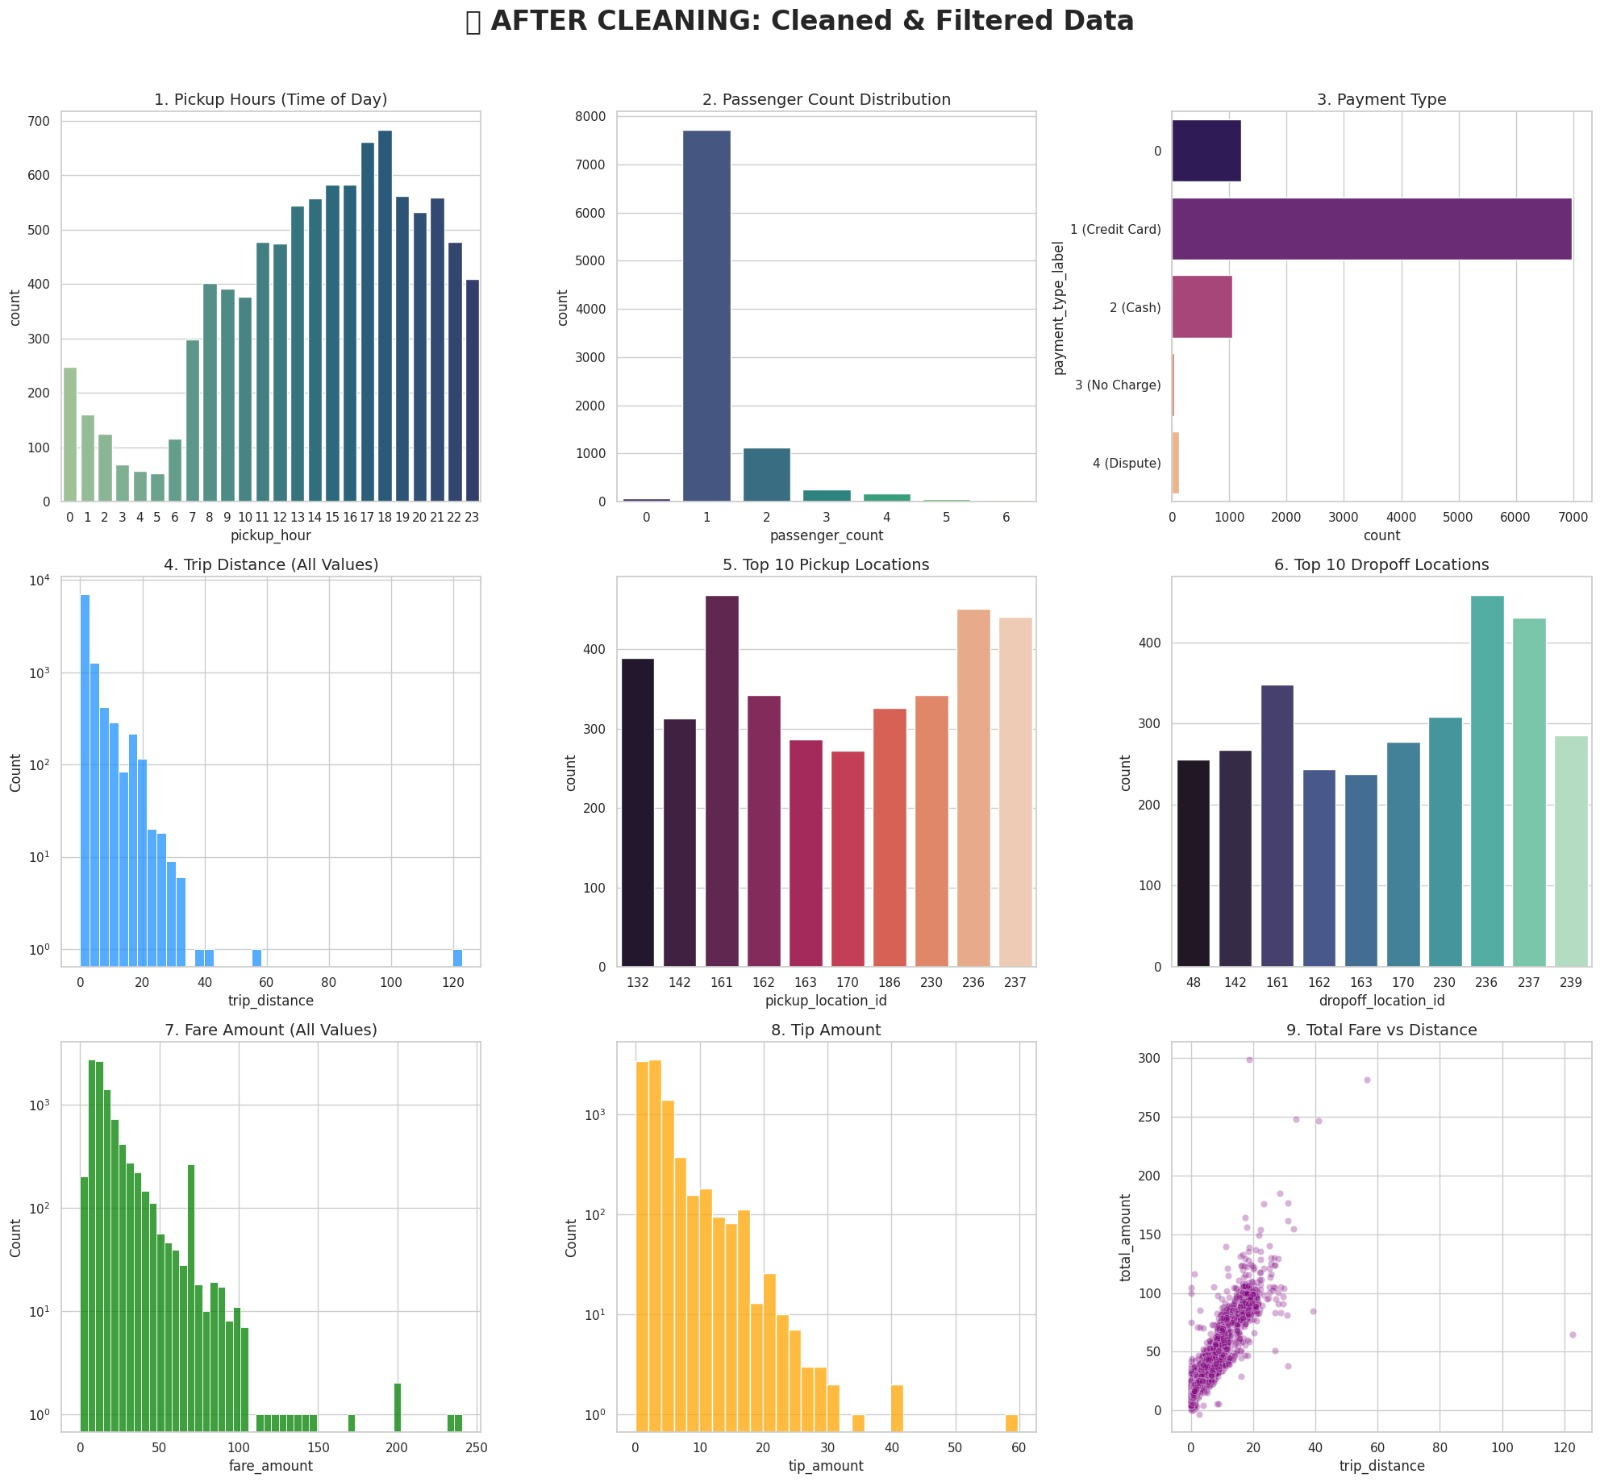 AFTER CLEANING: Cleaned & Filtered Data
1. Pickup Hours (Time of Day)
count
700
600
500
400
300
200
100
0
0 1 2 3 4 5 6 7 8 9 10 11 12 13 14 15 16 17 18 19 20 21 22 23
pickup_hour
2. Passenger Count Distribution
count
8000
7000
6000
5000
4000
3000
2000
1000
0
0 1 2 3 4 5 6
passenger_count
3. Payment Type
payment_type_label
0
1 (Credit Card)
2 (Cash)
3 (No Charge)
4 (Dispute)
0 1000 2000 3000 4000 5000 6000 7000
count
4. Trip Distance (All Values)
Count
10⁴
10³
10²
10¹
10⁰
0 20 40 60 80 100 120
trip_distance
5. Top 10 Pickup Locations
count
400
300
200
100
0
132 142 161 162 163 170 186 230 236 237
pickup_location_id
6. Top 10 Dropoff Locations
count
400
300
200
100
0
48 142 161 162 163 170 230 236 237 239
dropoff_location_id
7. Fare Amount (All Values)
Count
10³
10²
10¹
10⁰
0 50 100 150 200 250
fare_amount
8. Tip Amount
Count
10³
10²
10¹
10⁰
0 10 20 30 40 50 60
tip_amount
9. Total Fare vs Distance
total_amount
300
250
200
150
100
50
0
0 20 40 60 80 100 120
trip_distance